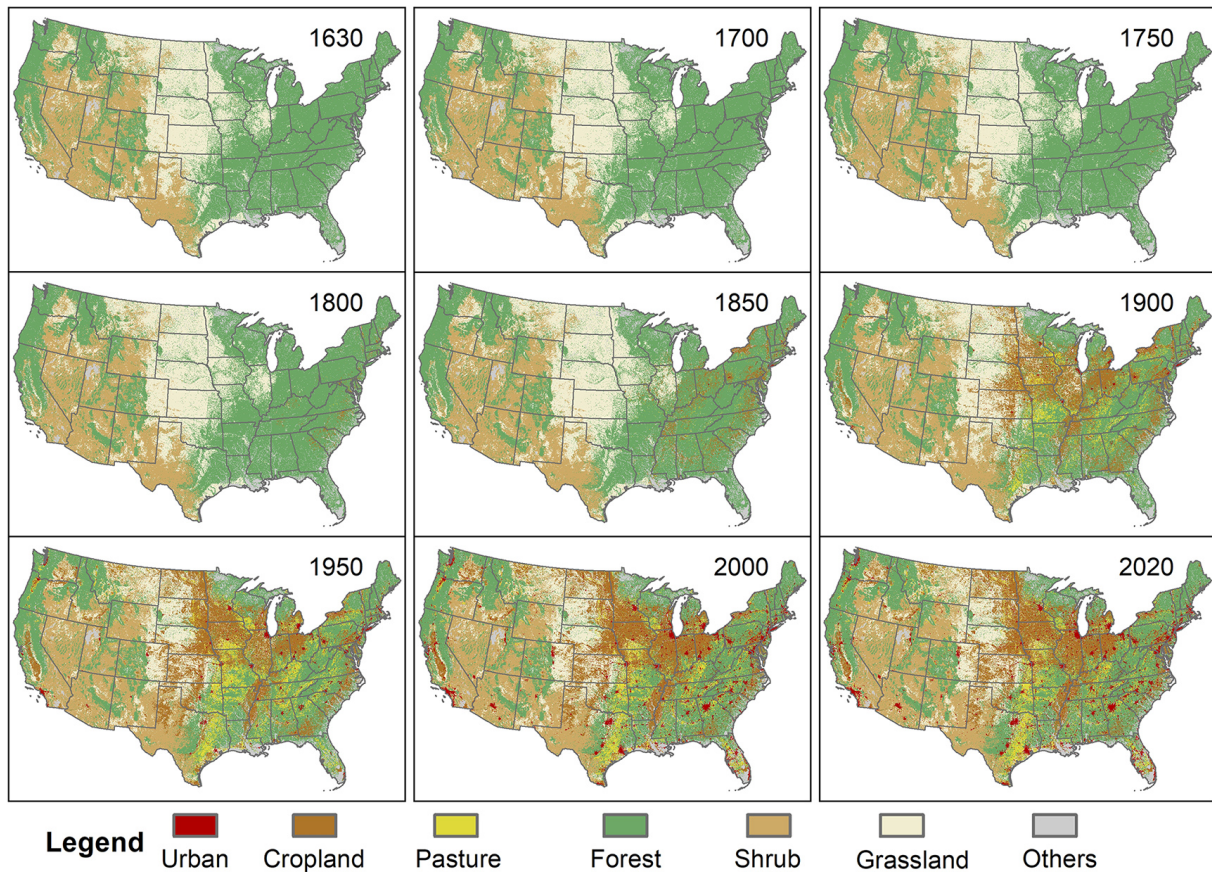 1630
1700
1750
1800
1850
1900
1950
2000
2020
Legend
Urban
Cropland
Pasture
Forest
Shrub
Grassland
Others